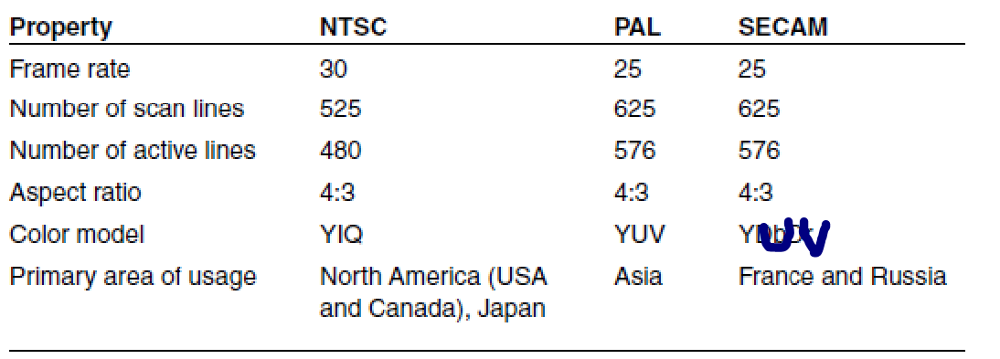 Property NTSC PAL SECAM
Frame rate 30 25 25
Number of scan lines 525 625 625
Number of active lines 480 576 576
Aspect ratio 4:3 4:3 4:3
Color model YIQ YUV YDbDr UV
Primary area of usage North America (USA Asia France and Russia
and Canada), Japan